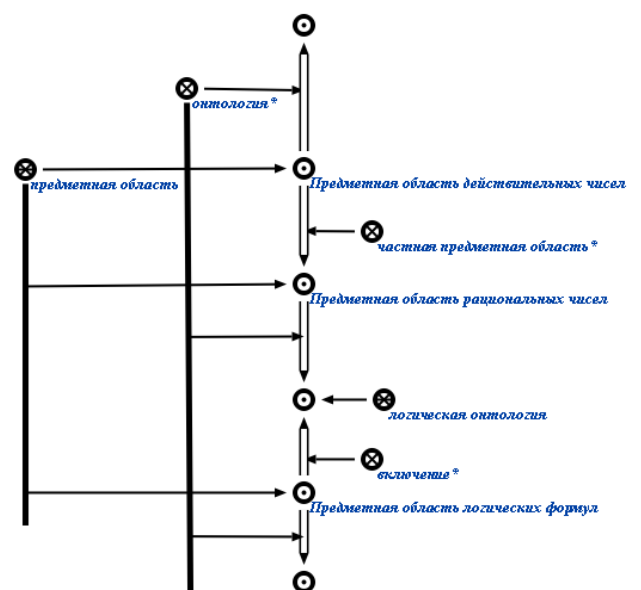 онтология*
предметная область
Предметная область действительных чисел
частная предметная область*
Предметная область рациональных чисел
логическая онтология
включение*
Предметная область логических формул